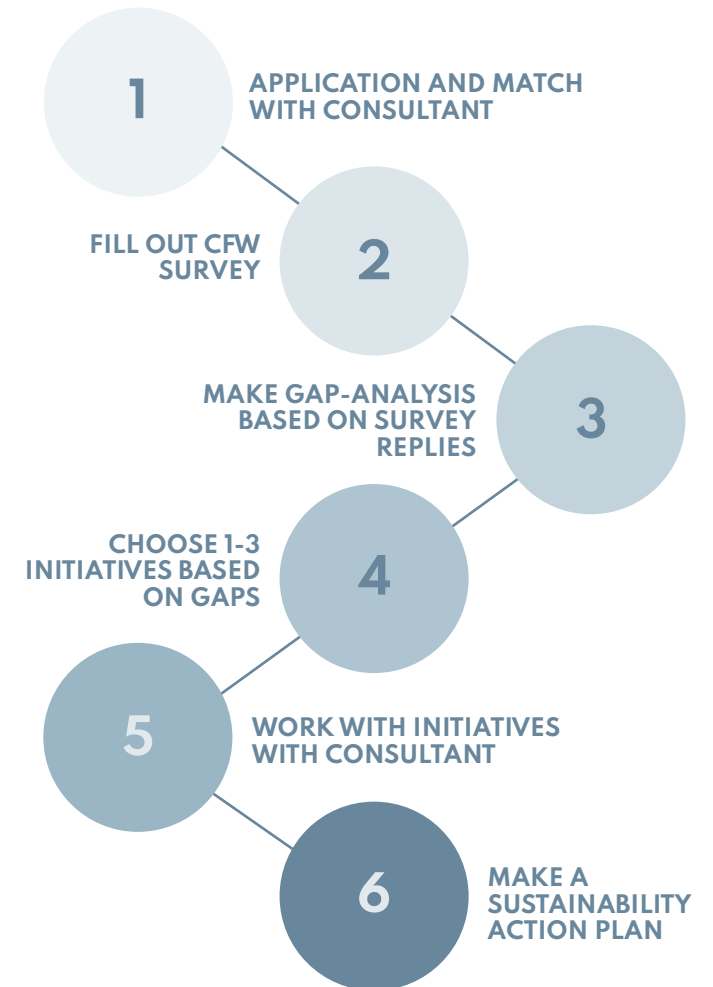 1
APPLICATION AND MATCH
WITH CONSULTANT
FILL OUT CFW
SURVEY
2
MAKE GAP-ANALYSIS
BASED ON SURVEY
REPLIES
3
CHOOSE 1-3
INITIATIVES BASED
ON GAPS
4
5
WORK WITH INITIATIVES
WITH CONSULTANT
6
MAKE A
SUSTAINABILITY
ACTION PLAN